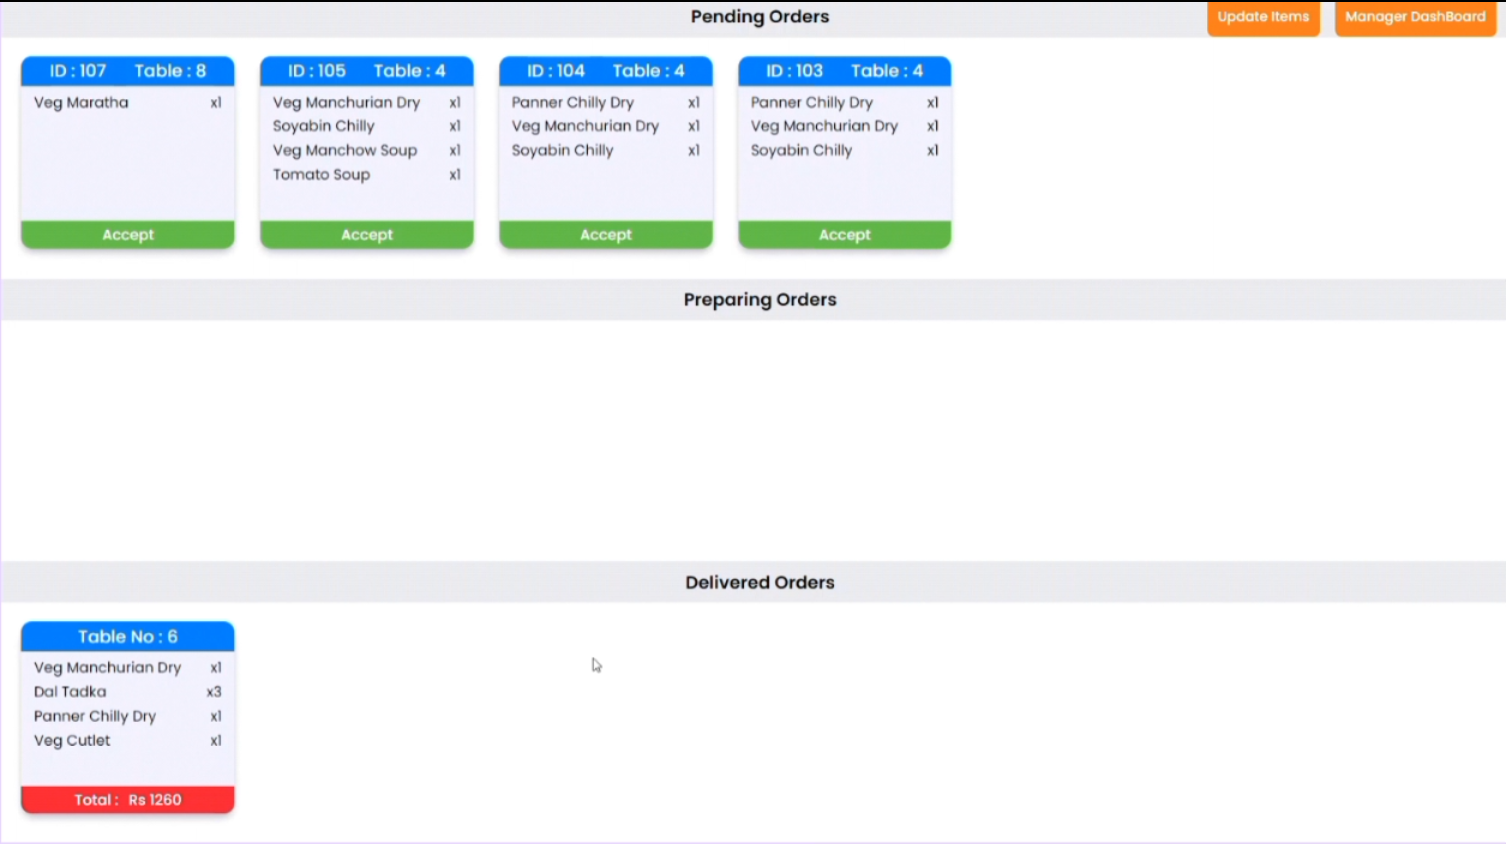 Pending Orders
Update Items
Manager DashBoard
ID : 107 Table : 8
Veg Maratha x1
Accept
ID : 105 Table : 4
Veg Manchurian Dry x1
Soyabin Chilly x1
Veg Manchow Soup x1
Tomato Soup x1
Accept
ID : 104 Table : 4
Panner Chilly Dry x1
Veg Manchurian Dry x1
Soyabin Chilly x1
Accept
ID : 103 Table : 4
Panner Chilly Dry x1
Veg Manchurian Dry x1
Soyabin Chilly x1
Accept
Preparing Orders
Delivered Orders
Table No : 6
Veg Manchurian Dry x1
Dal Tadka x3
Panner Chilly Dry x1
Veg Cutlet x1
Total : Rs 1260